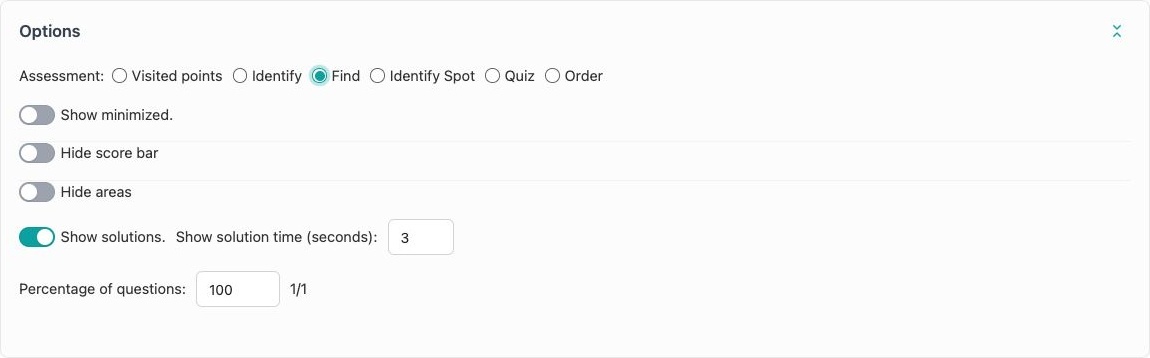 Options
Assessment: Visited points Identify Find Identify Spot Quiz Order
Show minimized.
Hide score bar
Hide areas
Show solutions. Show solution time (seconds): 3
Percentage of questions: 100 1/1